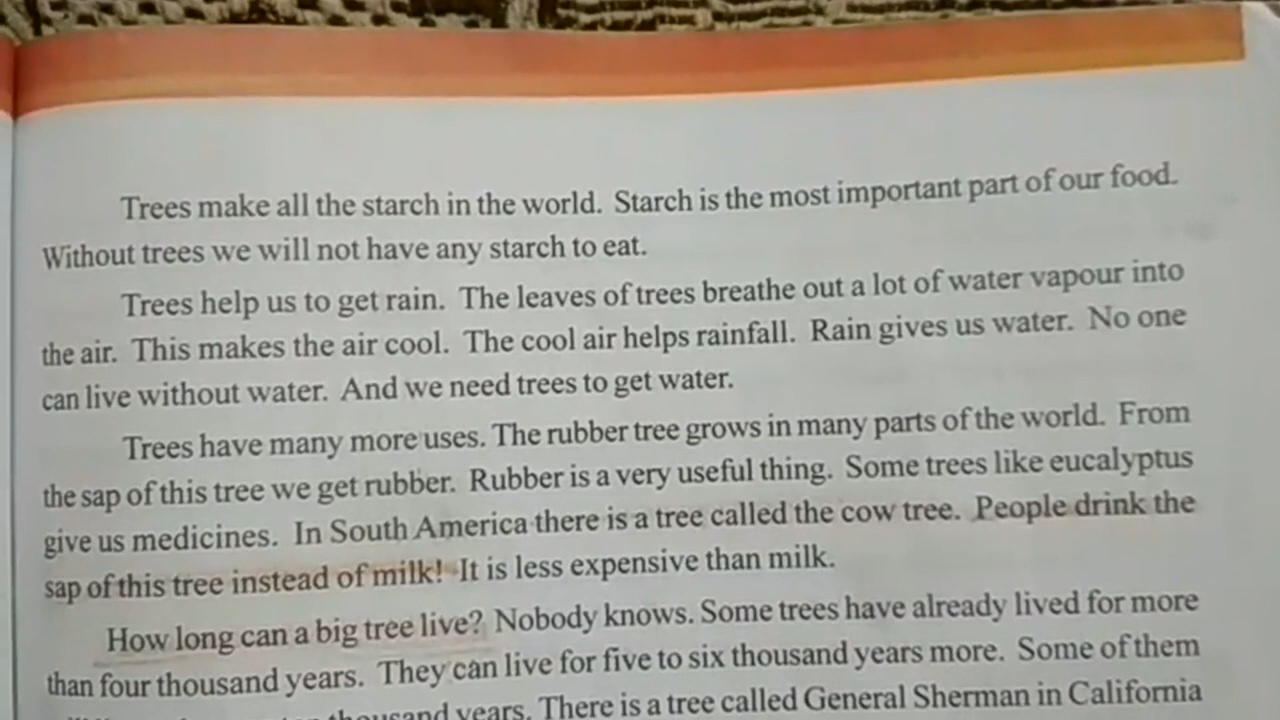 Trees make all the starch in the world. Starch is the most important part of our food.
Without trees we will not have any starch to eat.
Trees help us to get rain. The leaves of trees breathe out a lot of water vapour into
the air. This makes the air cool. The cool air helps rainfall. Rain gives us water. No one
can live without water. And we need trees to get water.
Trees have many more uses. The rubber tree grows in many parts of the world. From
the sap of this tree we get rubber. Rubber is a very useful thing. Some trees like eucalyptus
give us medicines. In South America there is a tree called the cow tree. People drink the
sap of this tree instead of milk! It is less expensive than milk.
How long can a big tree live? Nobody knows. Some trees have already lived for more
than four thousand years. They can live for five to six thousand years more. Some of them
thousand years. There is a tree called General Sherman in California